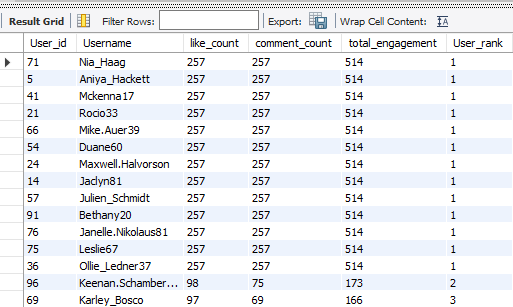 Result Grid Filter Rows: Export: Wrap Cell Content: IA
User_id Username like_count comment_count total_engagement User_rank
71 Nia_Haag 257 257 514 1
5 Aniya_Hackett 257 257 514 1
41 Mckenna17 257 257 514 1
21 Rocio33 257 257 514 1
66 Mike.Auer39 257 257 514 1
54 Duane60 257 257 514 1
24 Maxwell.Halvorson 257 257 514 1
14 Jaclyn81 257 257 514 1
57 Julien_Schmidt 257 257 514 1
91 Bethany20 257 257 514 1
76 Janelle.Nikolaus81 257 257 514 1
75 Leslie67 257 257 514 1
36 Ollie_Ledner37 257 257 514 1
96 Keenan.Schamber... 98 75 173 2
69 Karley_Bosco 97 69 166 3